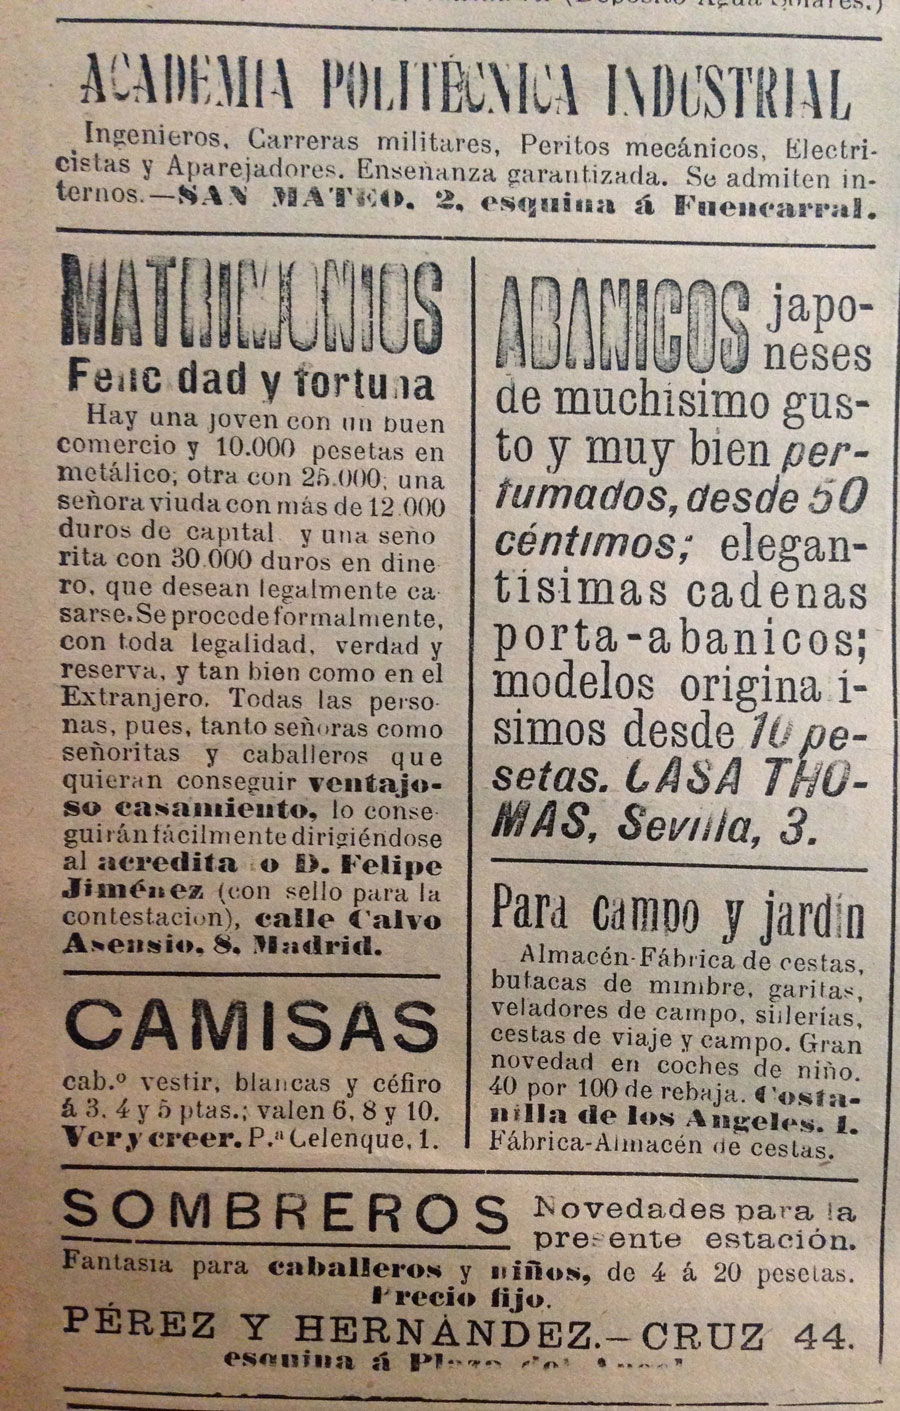 (Depósito Agua Solares.)
ACADEMIA POLITÉCNICA INDUSTRIAL
Ingenieros, Carreras militares, Peritos mecánicos, Electri-
cistas y Aparejadores. Enseñanza garantizada. Se admiten in-
ternos.—SAN MATEO, 2, esquina á Fuencarral.
MATRIMONIOS
Felicidad y fortuna
Hay una joven con un buen
comercio y 10.000 pesetas en
metálico; otra con 25.000; una
señora viuda con más de 12.000
duros de capital y una seño
rita con 30.000 duros en dine
ro, que desean legalmente ca-
sarse. Se procede formalmente,
con toda legalidad, verdad y
reserva, y tan bien como en el
Extranjero. Todas las perso-
nas, pues, tanto señoras como
señoritas y caballeros que
quieran conseguir ventajo-
so casamiento, lo conse-
guirán fácilmente dirigiéndose
al acreditado D. Felipe
Jiménez (con sello para la
contestación), calle Calvo
Asensio, 8, Madrid.
CAMISAS
cab.º vestir, blancas y céfiro
á 3, 4 y 5 ptas.; valen 6, 8 y 10.
Ver y creer. P.ª Celenque, 1.
ABANICOS japo-
neses
de muchísimo gus-
to y muy bien per-
fumados, desde 50
céntimos; elegan-
tísimas cadenas
porta-abanicos;
modelos originalí-
simos desde 10 pe-
setas. CASA THO-
MAS, Sevilla, 3.
Para campo y jardín
Almacén-Fábrica de cestas,
butacas de mimbre, garitas,
veladores de campo, sillerías,
cestas de viaje y campo. Gran
novedad en coches de niño.
40 por 100 de rebaja. Costa-
nilla de los Angeles, 1.
Fábrica-Almacén de cestas.
SOMBREROS Novedades para la
presente estación.
Fantasia para caballeros y niños, de 4 á 20 pesetas.
Precio fijo.
PÉREZ Y HERNÁNDEZ.—CRUZ 44.
esquina á Plaza del Angel